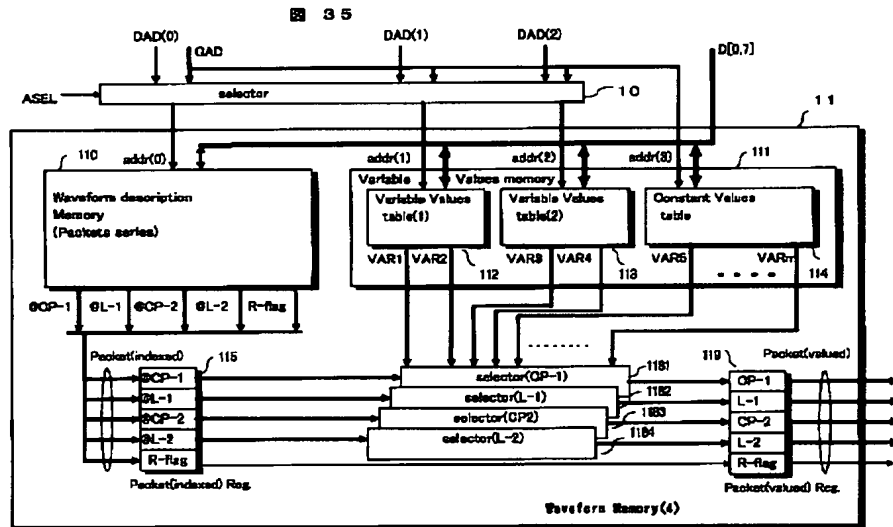 図 35
DAD(0)
GAD
DAD(1)
DAD(2)
D[0,7]
ASEL
selector
10
11
110
addr(0)
addr(1)
addr(2)
addr(3)
111
Waveform description
Memory
(Packets series)
Variable Values memory
Variable Values
table(1)
Variable Values
table(2)
Constant Values
table
VAR1
VAR2
112
VAR3
VAR4
113
VAR5
VARm
114
@CP-1
@L-1
@CP-2
@L-2
R-flag
Packet(indexed)
115
@CP-1
@L-1
@CP-2
@L-2
R-flag
Packet(indexed) Reg.
selector(CP-1)
1181
selector(L-1)
1182
selector(CP2)
1183
selector(L-2)
1184
119
Packet(valued)
CP-1
L-1
CP-2
L-2
R-flag
Packet(valued) Reg.
Waveform Memory(4)